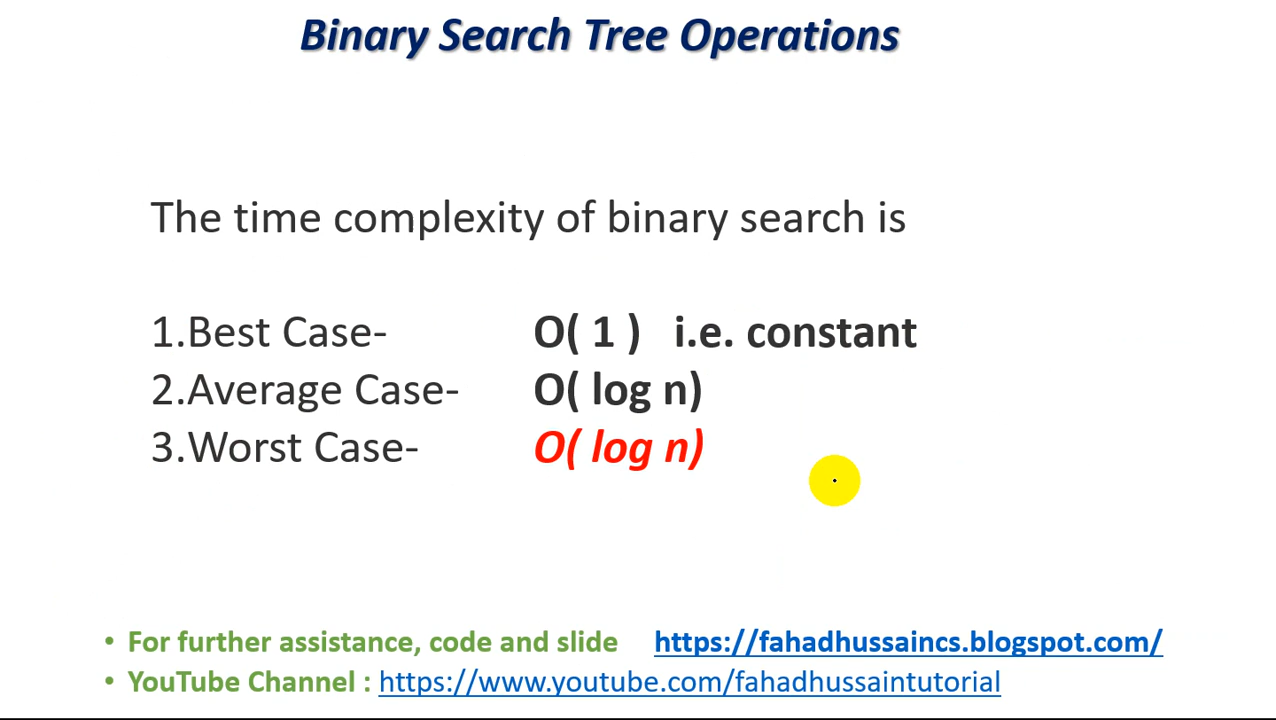 Binary Search Tree Operations
The time complexity of binary search is
1.Best Case- O( 1 ) i.e. constant
2.Average Case- O( log n)
3.Worst Case- O( log n)
• For further assistance, code and slide https://fahadhussaincs.blogspot.com/
• YouTube Channel : https://www.youtube.com/fahadhussaintutorial